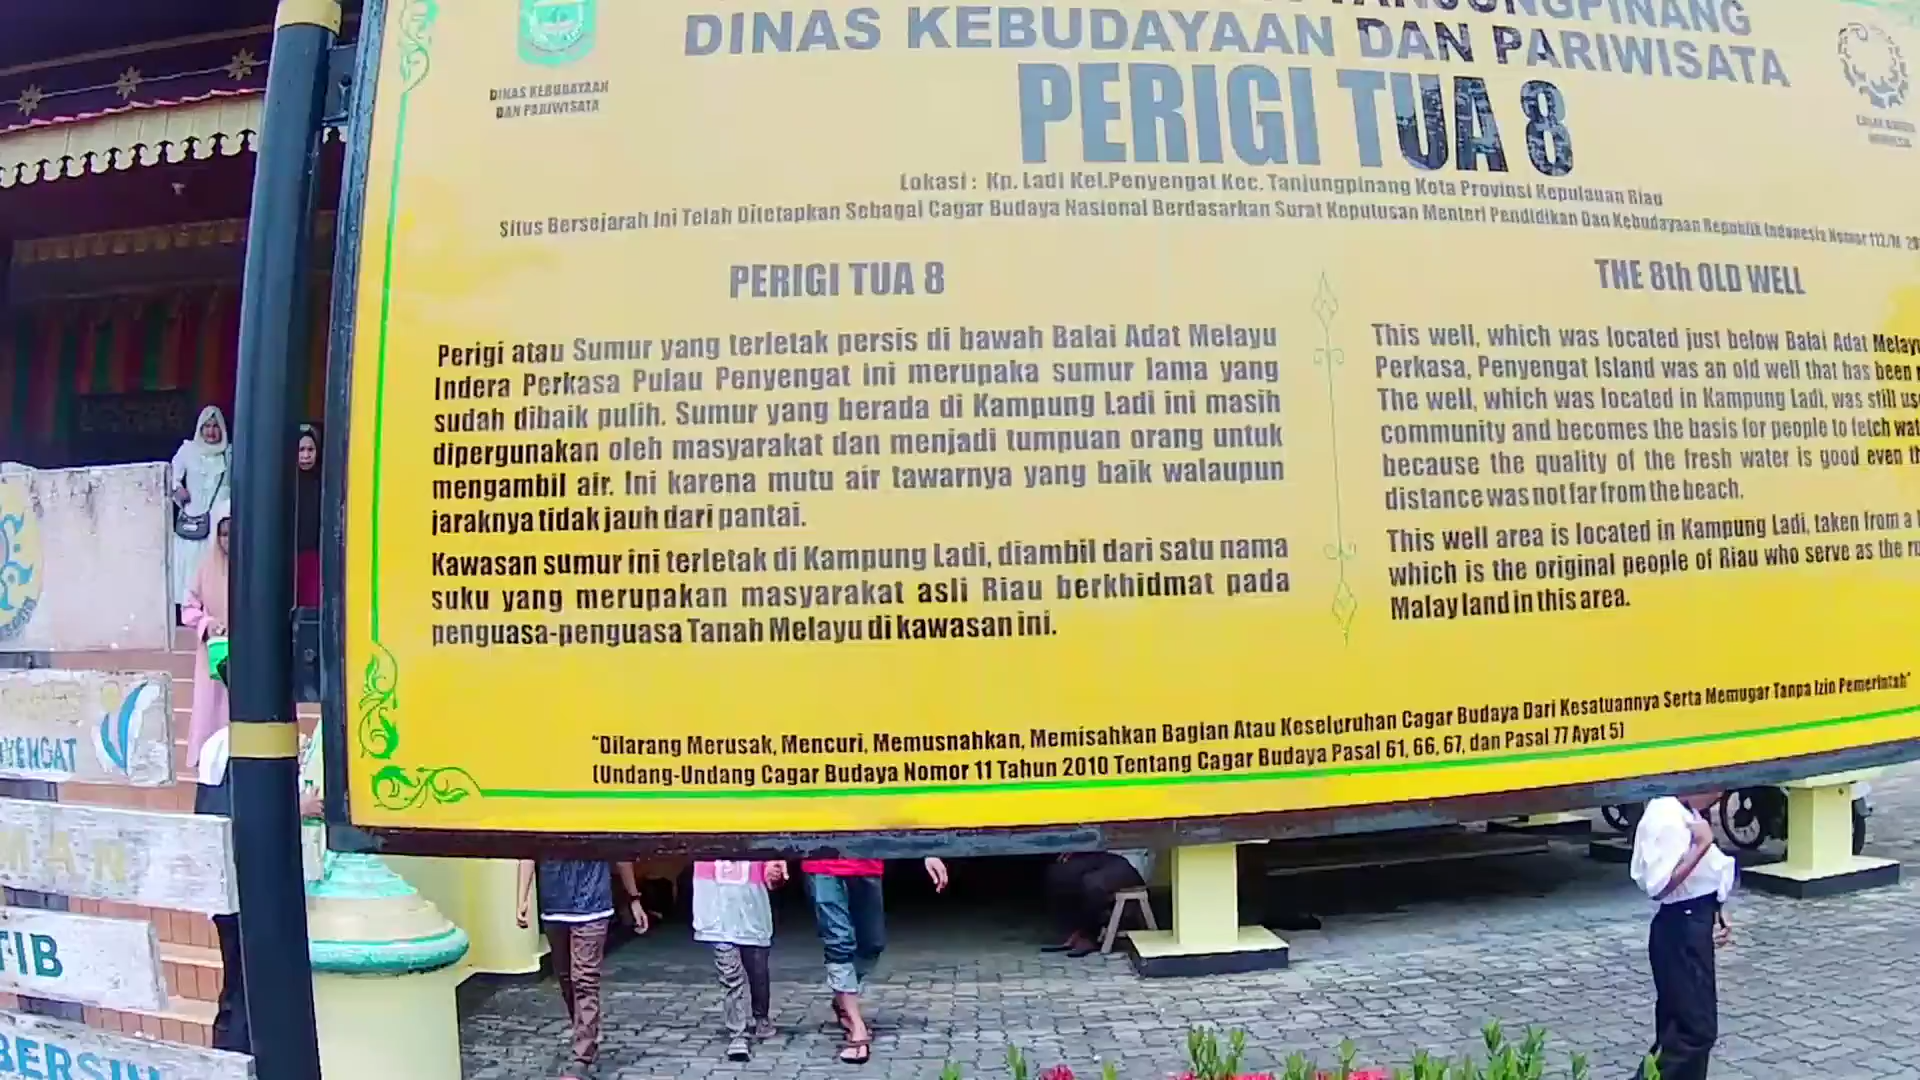 TANJUNGPINANG
DINAS KEBUDAYAAN DAN PARIWISATA
DINAS KEBUDAYAAN
DAN PARIWISATA
PERIGI TUA 8
Lokasi : Kp. Ladi Kel.Penyengat Kec. Tanjungpinang Kota Provinsi Kepulauan Riau
Situs Bersejarah Ini Telah Ditetapkan Sebagai Cagar Budaya Nasional Berdasarkan Surat Keputusan Menteri Pendidikan Dan Kebudayaan Republik Indonesia Nomor 112/M
PERIGI TUA 8
Perigi atau Sumur yang terletak persis di bawah Balai Adat Melayu
Indera Perkasa Pulau Penyengat ini merupaka sumur lama yang
sudah dibaik pulih. Sumur yang berada di Kampung Ladi ini masih
dipergunakan oleh masyarakat dan menjadi tumpuan orang untuk
mengambil air. Ini karena mutu air tawarnya yang baik walaupun
jaraknya tidak jauh dari pantai.
Kawasan sumur ini terletak di Kampung Ladi, diambil dari satu nama
suku yang merupakan masyarakat asli Riau berkhidmat pada
penguasa-penguasa Tanah Melayu di kawasan ini.
THE 8th OLD WELL
This well, which was located just below Balai Adat Melay
Perkasa, Penyengat Island was an old well that has been
The well, which was located in Kampung Ladi, was still us
community and becomes the basis for people to fetch wat
because the quality of the fresh water is good even th
distance was not far from the beach.
This well area is located in Kampung Ladi, taken from a
which is the original people of Riau who serve as the
Malay land in this area.
"Dilarang Merusak, Mencuri, Memusnahkan, Memisahkan Bagian Atau Keseluruhan Cagar Budaya Dari Kesatuannya Serta Memugar Tanpa Izin Pemerintah"
(Undang-Undang Cagar Budaya Nomor 11 Tahun 2010 Tentang Cagar Budaya Pasal 61, 66, 67, dan Pasal 77 Ayat 5)
YENGAT
MAN
TIB
BERSIH